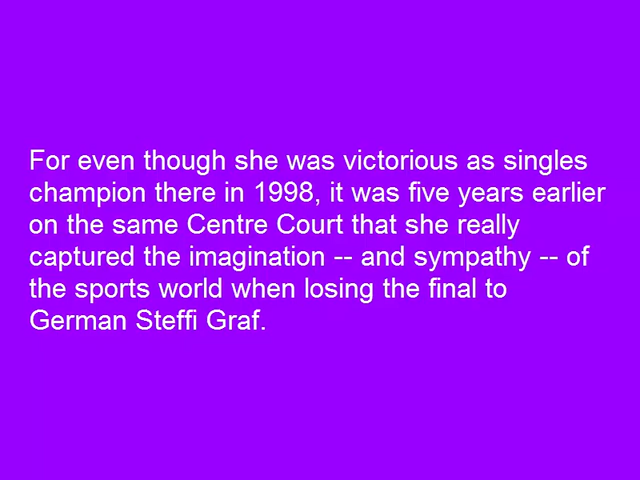 For even though she was victorious as singles
champion there in 1998, it was five years earlier
on the same Centre Court that she really
captured the imagination -- and sympathy -- of
the sports world when losing the final to
German Steffi Graf.